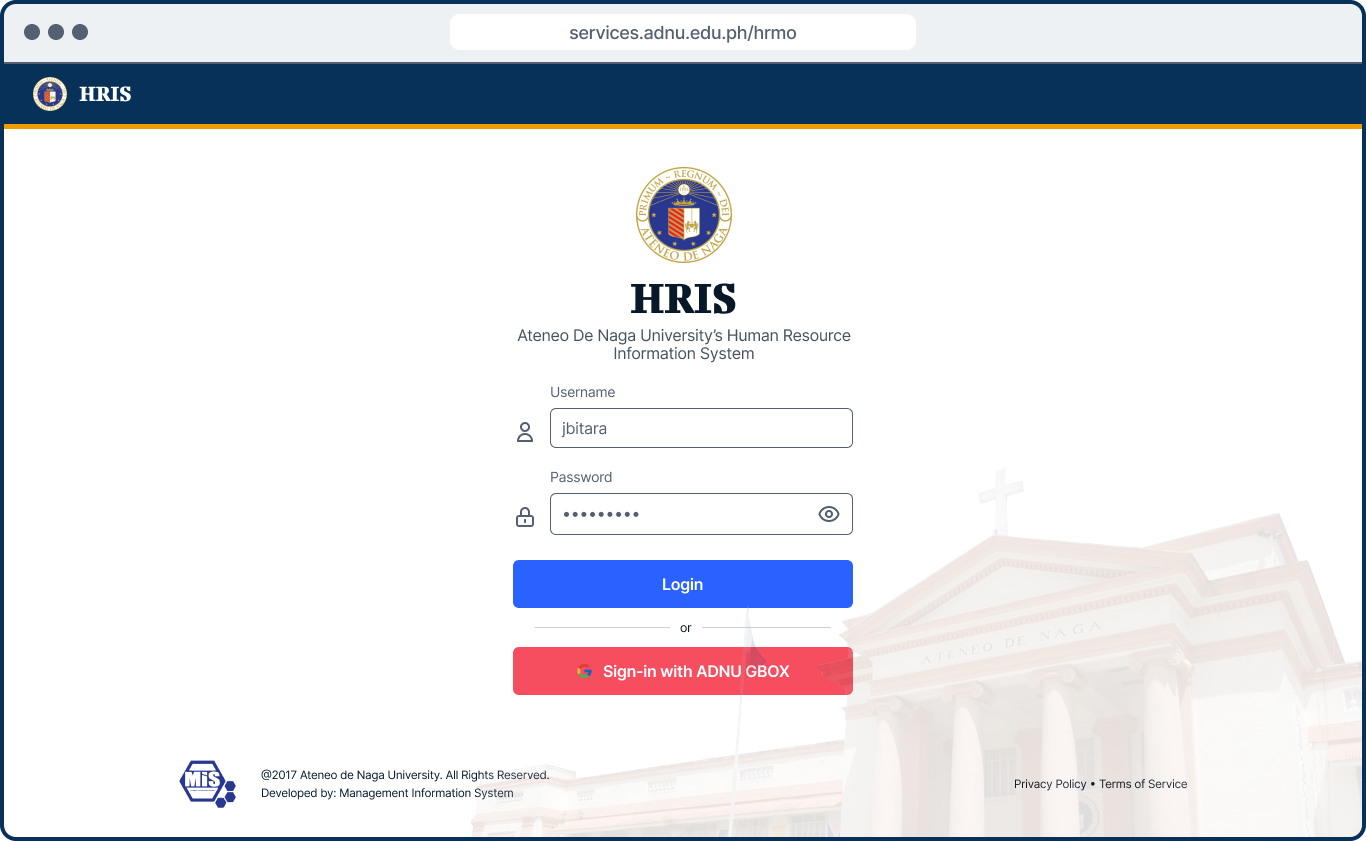 services.adnu.edu.ph/hrmo
HRIS
PRIMUM ~ REGNUM ~ DEI
ATENEO DE NAGA
HRIS
Ateneo De Naga University’s Human Resource
Information System
Username
jbitara
Password
•••••••••
Login
or
Sign-in with ADNU GBOX
ATENEO DE NAGA
MiS
@2017 Ateneo de Naga University. All Rights Reserved.
Developed by: Management Information System
Privacy Policy • Terms of Service